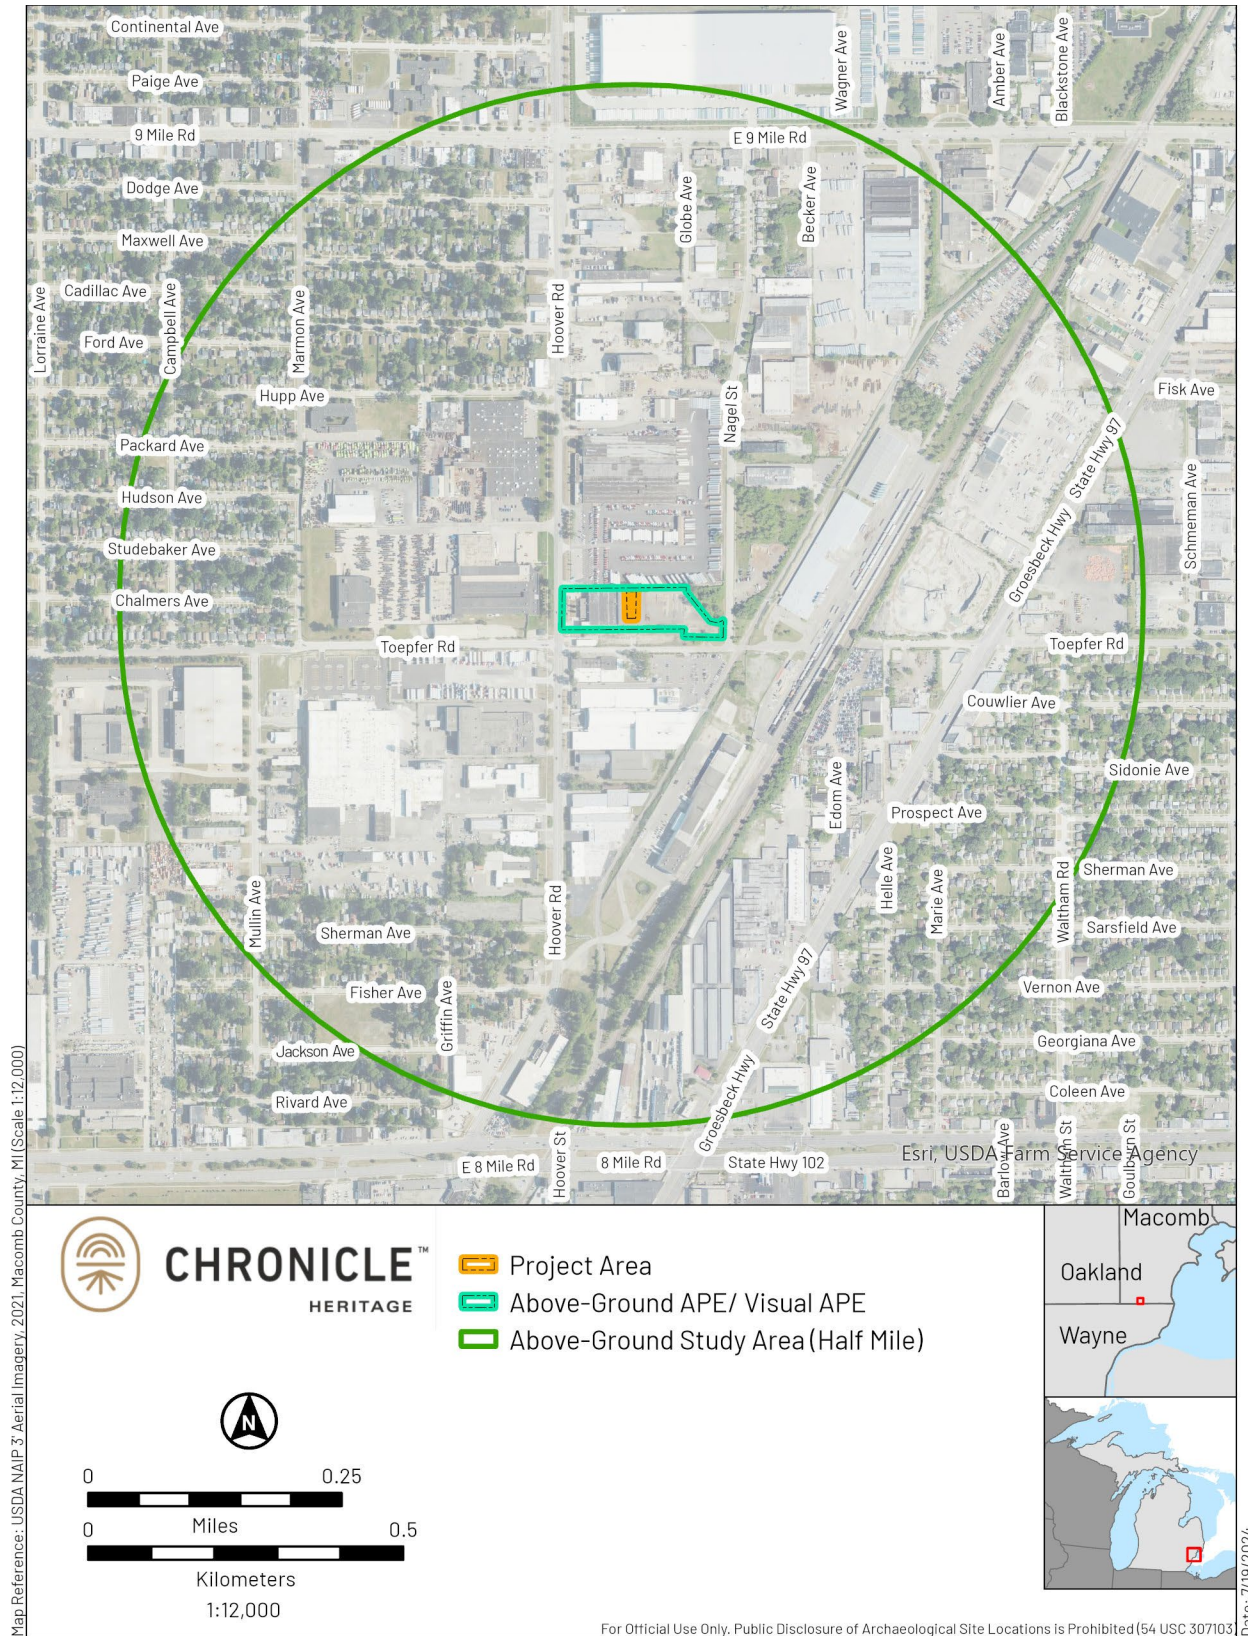 Continental Ave
Paige Ave
9 Mile Rd
Dodge Ave
Maxwell Ave
Cadillac Ave
Ford Ave
Lorraine Ave
Campbell Ave
Marmon Ave
Hupp Ave
Packard Ave
Hudson Ave
Studebaker Ave
Chalmers Ave
Toepfer Rd
Hoover Rd
Wagner Ave
Amber Ave
Blackstone Ave
E 9 Mile Rd
Globe Ave
Becker Ave
Nagel St
Fisk Ave
State Hwy 97
Groesbeck Hwy
Schmeman Ave
Toepfer Rd
Couwlier Ave
Sidonie Ave
Edom Ave
Prospect Ave
Helle Ave
Marie Ave
Waltham Rd
Sherman Ave
Sarsfield Ave
Vernon Ave
Georgiana Ave
Coleen Ave
Mullin Ave
Sherman Ave
Fisher Ave
Griffin Ave
Jackson Ave
Rivard Ave
Hoover Rd
State Hwy 97
Groesbeck Hwy
E 8 Mile Rd
Hoover St
8 Mile Rd
State Hwy 102
Barlow Ave
Waltham St
Goulburn St
Esri, USDA Farm Service Agency
CHRONICLE™
HERITAGE
Project Area
Above-Ground APE/ Visual APE
Above-Ground Study Area (Half Mile)
Macomb
Oakland
Wayne
N
0 0.25
Miles
0 0.5
Kilometers
1:12,000
For Official Use Only. Public Disclosure of Archaeological Site Locations is Prohibited (54 USC 307103
Map Reference: USDA NAIP 3' Aerial Imagery, 2021, Macomb County, MI (Scale 1:12,000)
Date: 7/19/2024